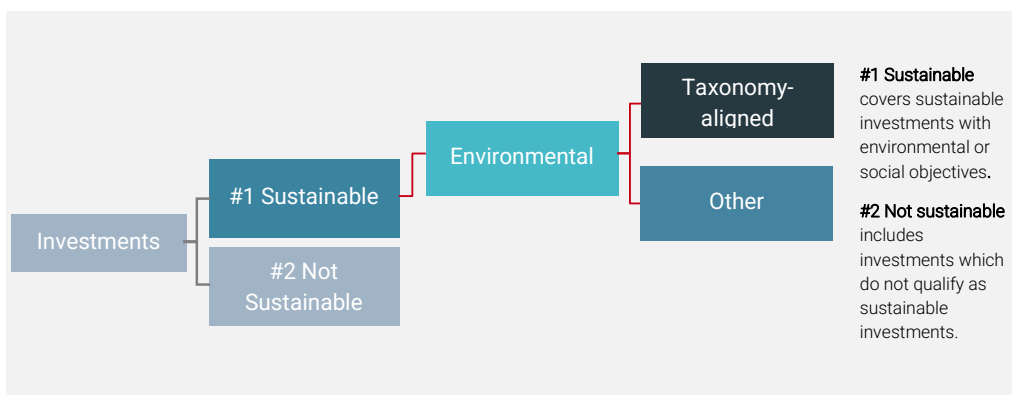 Investments
#1 Sustainable
#2 Not
Sustainable
Environmental
Taxonomy-
aligned
Other
#1 Sustainable
covers sustainable
investments with
environmental or
social objectives.
#2 Not sustainable
includes
investments which
do not qualify as
sustainable
investments.